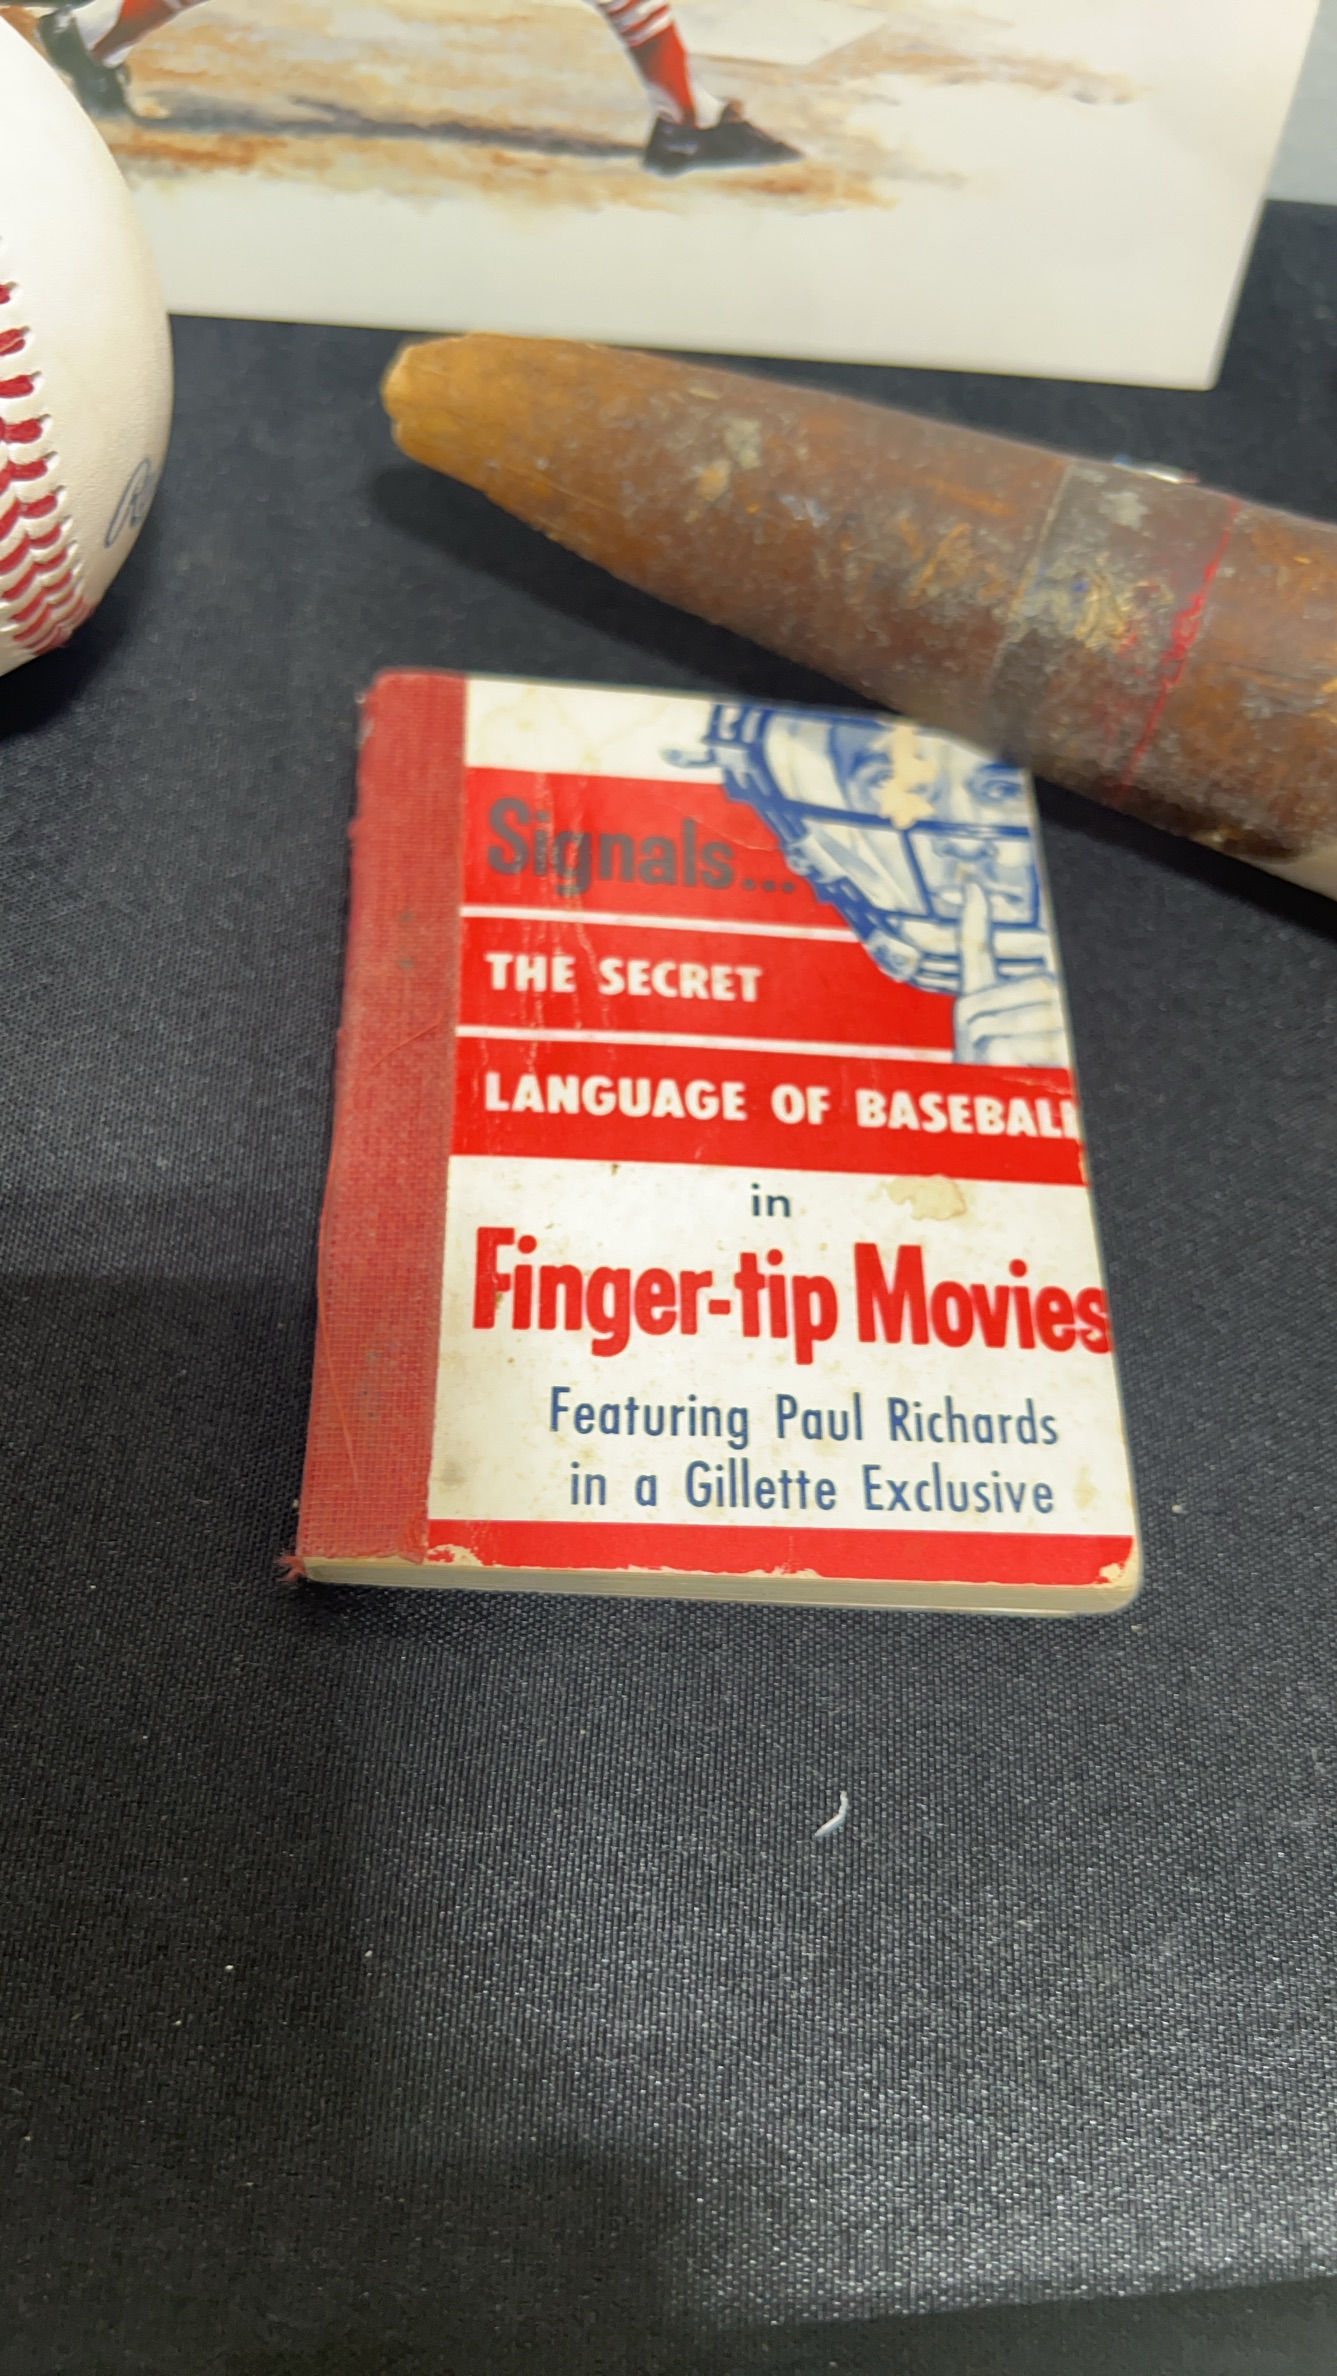 Signals...
THE SECRET
LANGUAGE OF BASEBALL
in
Finger-tip Movies
Featuring Paul Richards
in a Gillette Exclusive